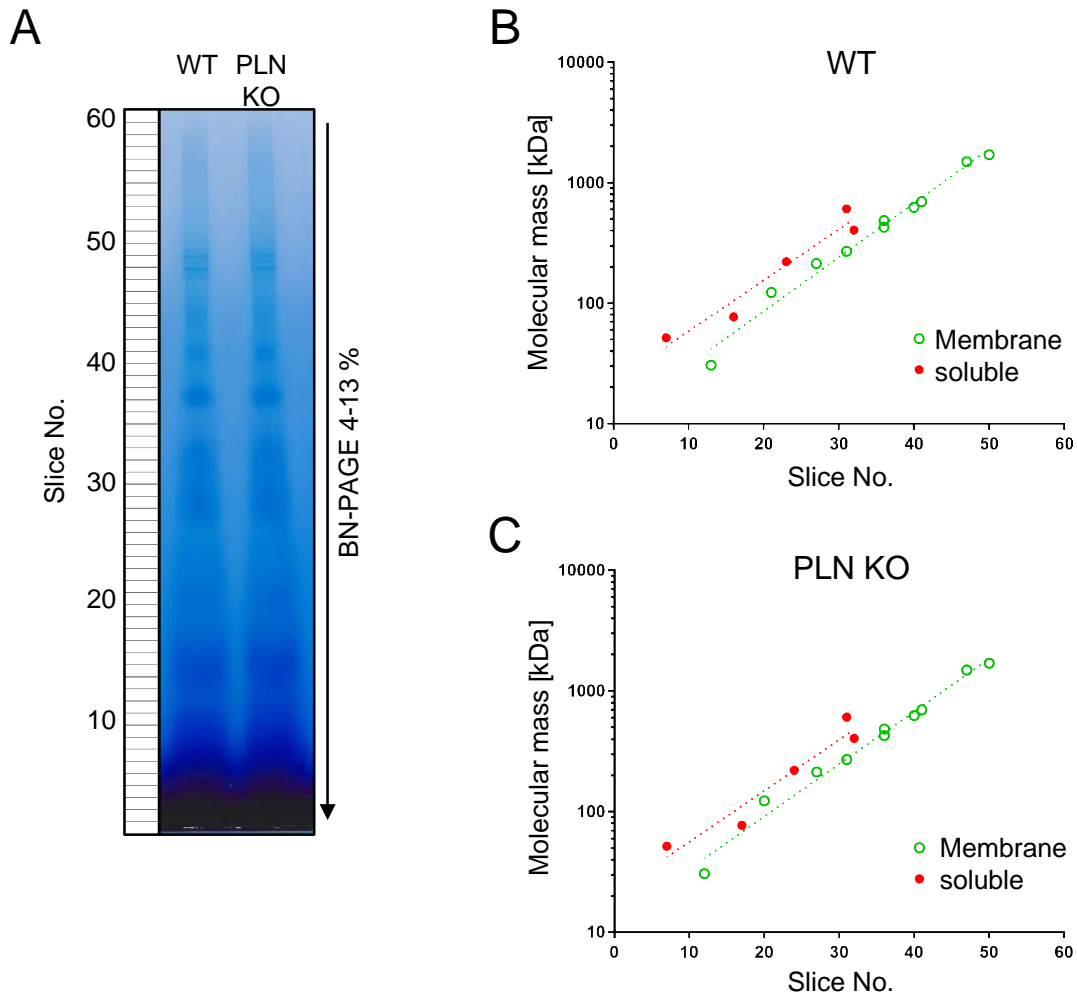 A
WT PLN
KO
60
50
40
30
20
10
Slice No.
BN-PAGE 4-13 %
B
WT
10000
1000
100
10
Molecular mass [kDa]
Membrane
soluble
0 10 20 30 40 50 60
Slice No.
C
PLN KO
10000
1000
100
10
Molecular mass [kDa]
Membrane
soluble
0 10 20 30 40 50 60
Slice No.